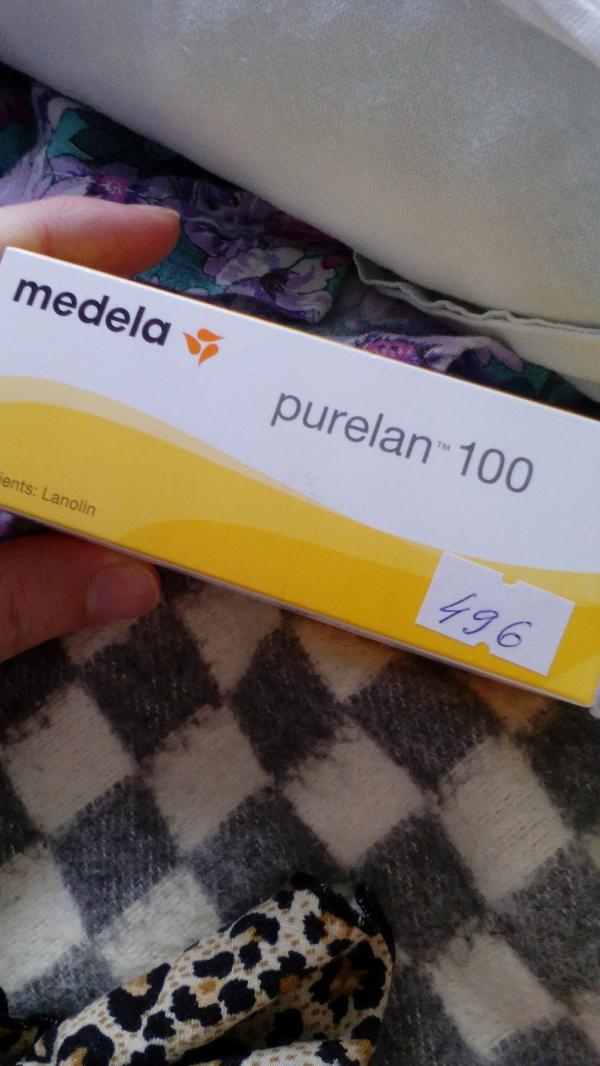 medela
purelan™ 100
ients: Lanolin
496